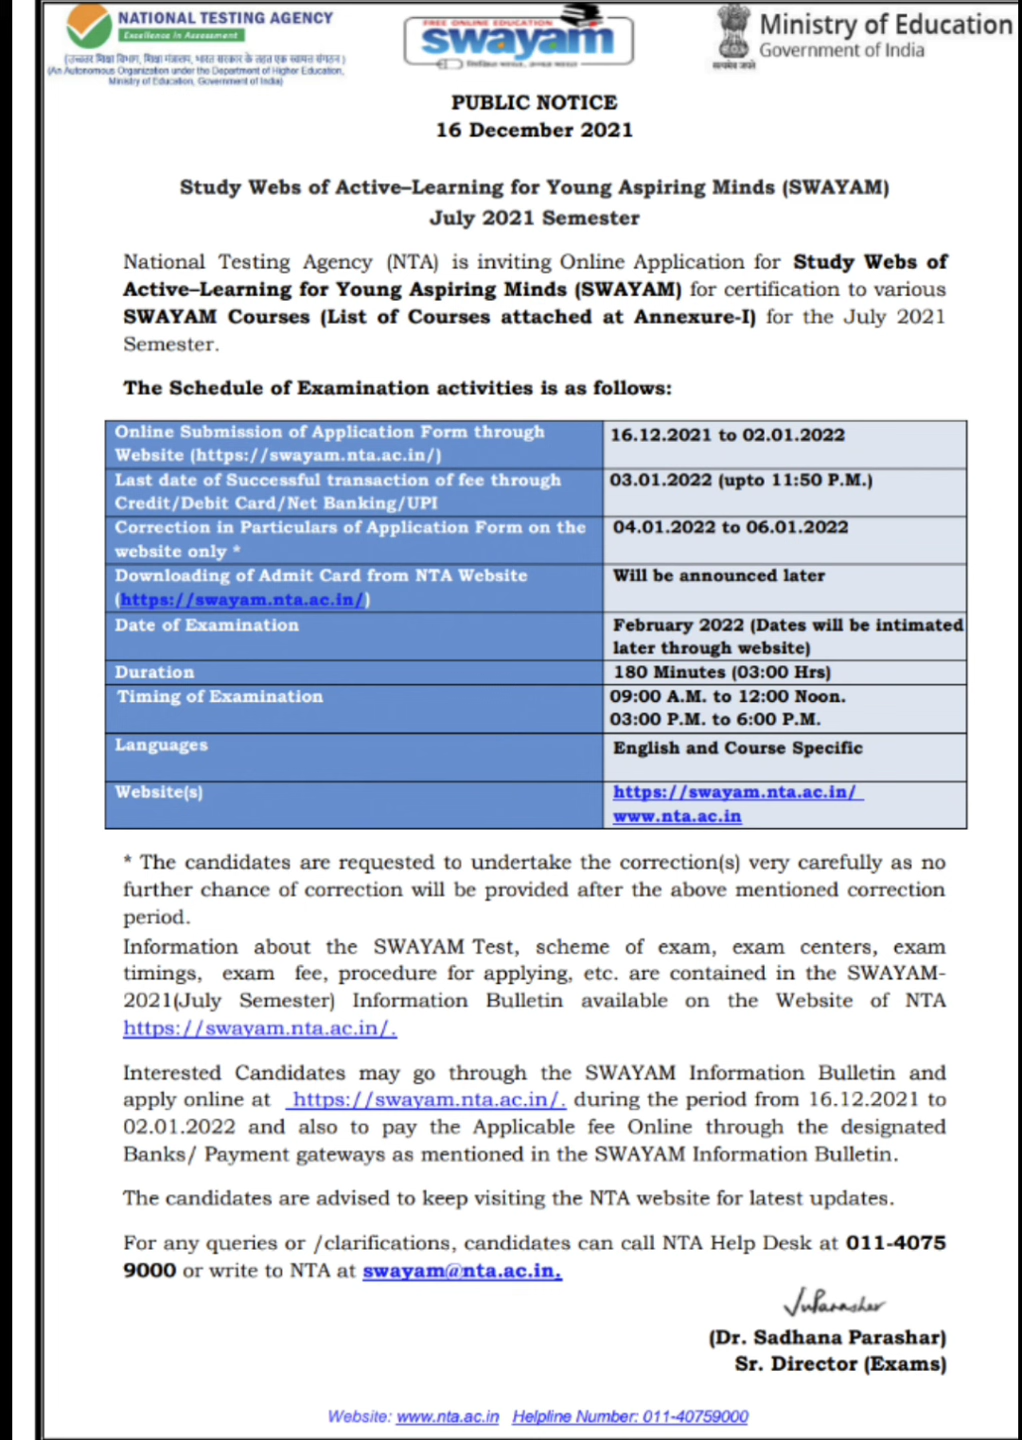 NATIONAL TESTING AGENCY
Excellence in Assessment
(उच्चतर शिक्षा विभाग, शिक्षा मंत्रालय, भारत सरकार के तहत एक स्वायत्त संगठन)
(An Autonomous Organization under the Department of Higher Education,
Ministry of Education, Government of India)
FREE ONLINE EDUCATION
swayam
शिक्षित भारत, उन्नत भारत
सत्यमेव जयते
Ministry of Education
Government of India
PUBLIC NOTICE
16 December 2021
Study Webs of Active–Learning for Young Aspiring Minds (SWAYAM)
July 2021 Semester
National Testing Agency (NTA) is inviting Online Application for Study Webs of
Active–Learning for Young Aspiring Minds (SWAYAM) for certification to various
SWAYAM Courses (List of Courses attached at Annexure-I) for the July 2021
Semester.
The Schedule of Examination activities is as follows:
Online Submission of Application Form through
Website (https://swayam.nta.ac.in/)
16.12.2021 to 02.01.2022
Last date of Successful transaction of fee through
Credit/Debit Card/Net Banking/UPI
03.01.2022 (upto 11:50 P.M.)
Correction in Particulars of Application Form on the
website only *
04.01.2022 to 06.01.2022
Downloading of Admit Card from NTA Website
(https://swayam.nta.ac.in/)
Will be announced later
Date of Examination
February 2022 (Dates will be intimated
later through website)
Duration
180 Minutes (03:00 Hrs)
Timing of Examination
09:00 A.M. to 12:00 Noon.
03:00 P.M. to 6:00 P.M.
Languages
English and Course Specific
Website(s)
https://swayam.nta.ac.in/
www.nta.ac.in
* The candidates are requested to undertake the correction(s) very carefully as no
further chance of correction will be provided after the above mentioned correction
period.
Information about the SWAYAM Test, scheme of exam, exam centers, exam
timings, exam fee, procedure for applying, etc. are contained in the SWAYAM-
2021(July Semester) Information Bulletin available on the Website of NTA
https://swayam.nta.ac.in/.
Interested Candidates may go through the SWAYAM Information Bulletin and
apply online at https://swayam.nta.ac.in/. during the period from 16.12.2021 to
02.01.2022 and also to pay the Applicable fee Online through the designated
Banks/ Payment gateways as mentioned in the SWAYAM Information Bulletin.
The candidates are advised to keep visiting the NTA website for latest updates.
For any queries or /clarifications, candidates can call NTA Help Desk at 011-4075
9000 or write to NTA at swayam@nta.ac.in.
(Dr. Sadhana Parashar)
Sr. Director (Exams)
Website: www.nta.ac.in Helpline Number: 011-40759000